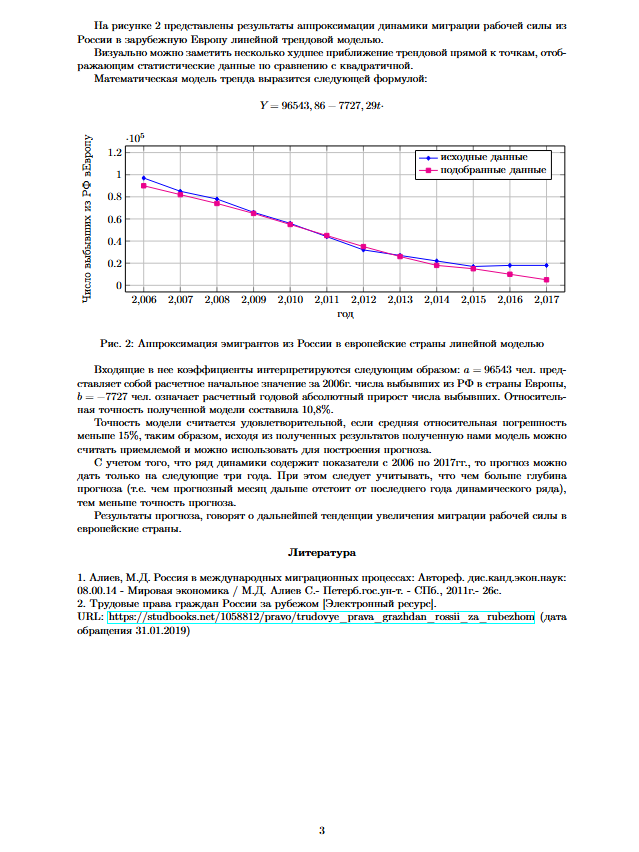 На рисунке 2 представлены результаты аппроксимации динамики миграции рабочей силы из
России в зарубежную Европу линейной трендовой моделью.
Визуально можно заметить несколько худшее приближение трендовой прямой к точкам, отоб-
ражающим статистические данные по сравнению с квадратичной.
Математическая модель тренда выразится следующей формулой:
Y = 96543, 86 − 7727, 29t·
·10⁵
исходные данные
подобранные данные
Число выбывших из РФ вЕвропу
1.2
1
0.8
0.6
0.4
0.2
0
2,006 2,007 2,008 2,009 2,010 2,011 2,012 2,013 2,014 2,015 2,016 2,017
год
Рис. 2: Аппроксимация эмигрантов из России в европейские страны линейной моделью
Входящие в нее коэффициенты интерпретируются следующим образом: a = 96543 чел. пред-
ставляет собой расчетное начальное значение за 2006г. числа выбывших из РФ в страны Европы,
b = −7727 чел. означает расчетный годовой абсолютный прирост числа выбывших. Относитель-
ная точность полученной модели составила 10,8%.
Точность модели считается удовлетворительной, если средняя относительная погрешность
меньше 15%, таким образом, исходя из полученных результатов полученную нами модель можно
считать приемлемой и можно использовать для построения прогноза.
С учетом того, что ряд динамики содержит показатели с 2006 по 2017гг., то прогноз можно
дать только на следующие три года. При этом следует учитывать, что чем больше глубина
прогноза (т.е. чем прогнозный месяц дальше отстоит от последнего года динамического ряда),
тем меньше точность прогноза.
Результаты прогноза, говорят о дальнейшей тенденции увеличения миграции рабочей силы в
европейские страны.
Литература
1. Алиев, М.Д. Россия в международных миграционных процессах: Автореф. дис.канд.экон.наук:
08.00.14 - Мировая экономика / М.Д. Алиев С.- Петерб.гос.ун-т. - СПб., 2011г.- 26с.
2. Трудовые права граждан России за рубежом [Электронный ресурс].
URL: https://studbooks.net/1058812/pravo/trudovye_prava_grazhdan_rossii_za_rubezhom (дата
обращения 31.01.2019)
3